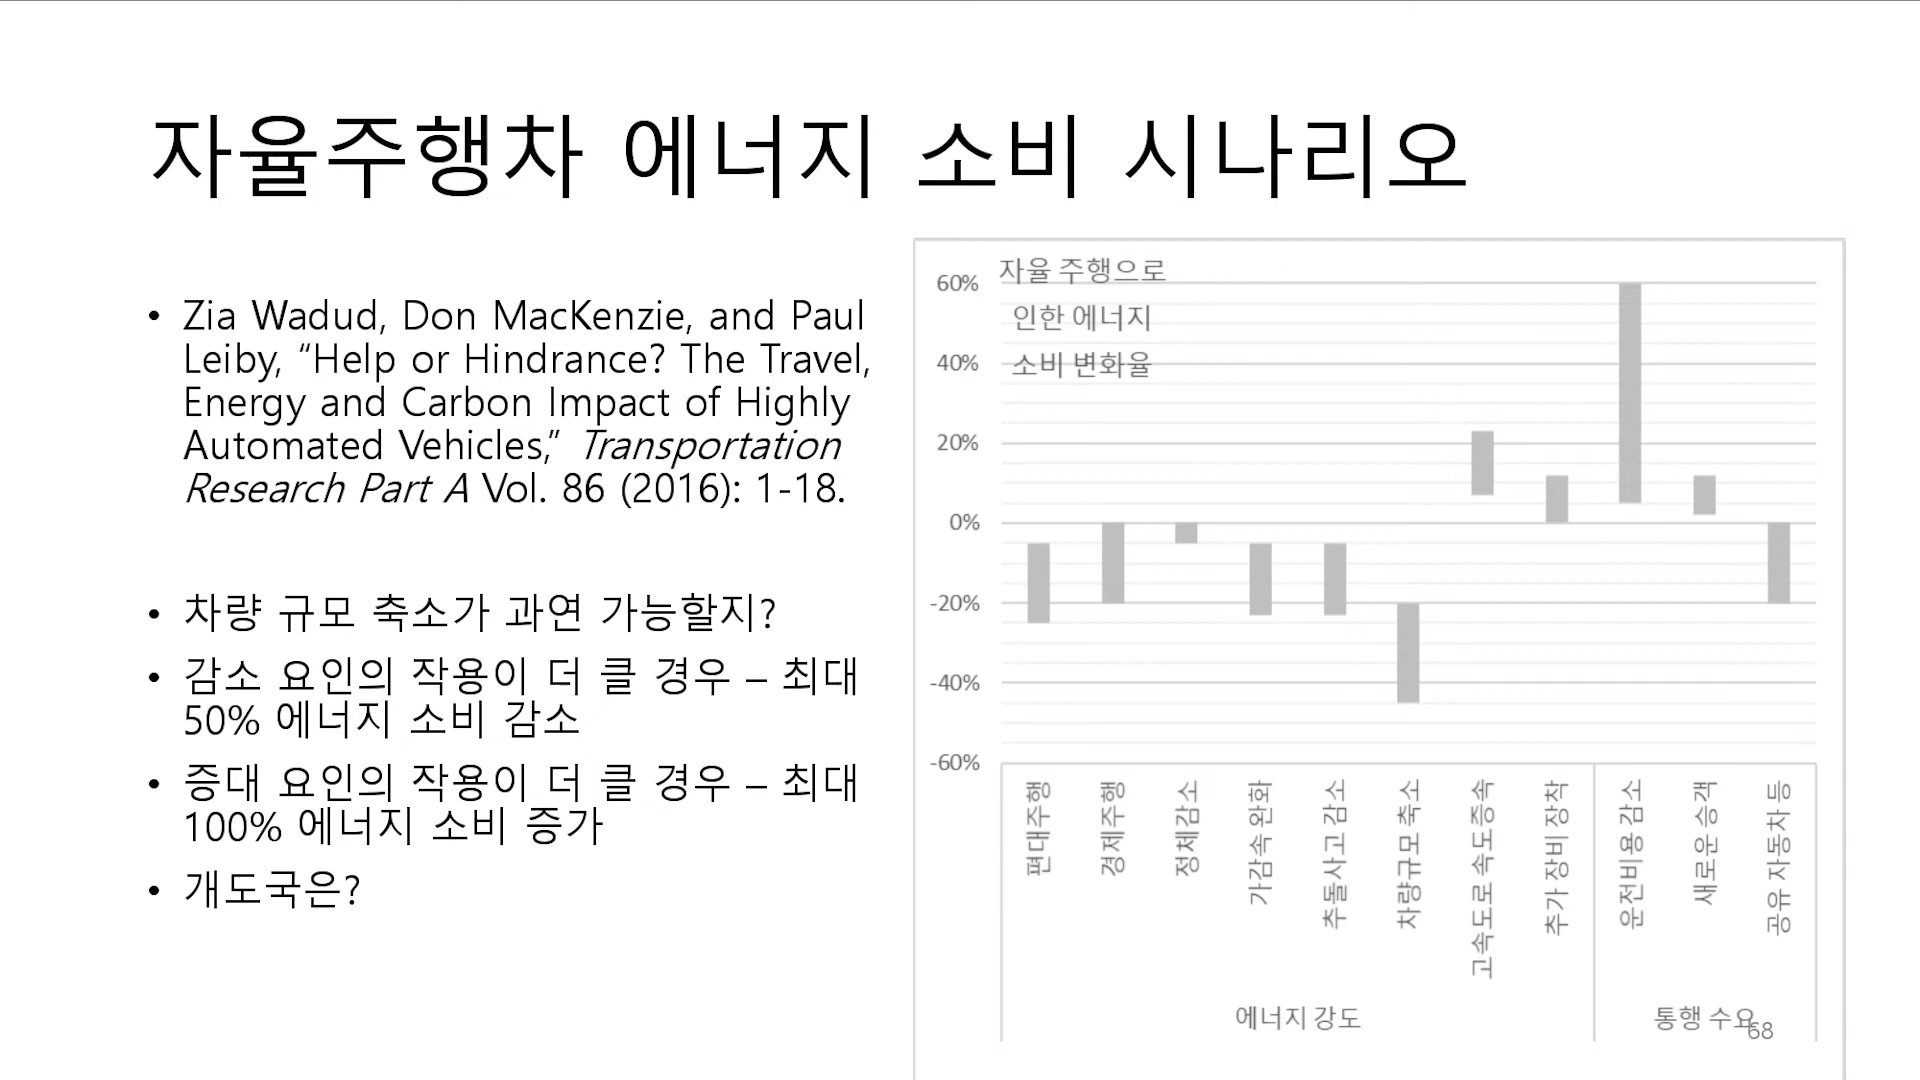 자율주행차 에너지 소비 시나리오
• Zia Wadud, Don MacKenzie, and Paul
Leiby, “Help or Hindrance? The Travel,
Energy and Carbon Impact of Highly
Automated Vehicles,” Transportation
Research Part A Vol. 86 (2016): 1-18.
• 차량 규모 축소가 과연 가능할지?
• 감소 요인의 작용이 더 클 경우 – 최대
50% 에너지 소비 감소
• 증대 요인의 작용이 더 클 경우 – 최대
100% 에너지 소비 증가
• 개도국은?
자율 주행으로
인한 에너지
소비 변화율
60%
40%
20%
0%
-20%
-40%
-60%
편대주행
경제주행
정체감소
가감속 완화
추돌사고 감소
차량규모 축소
고속도로 속도증속
추가 장비 장착
운전비용 감소
새로운 승객
공유 자동차 등
에너지 강도
통행 수요
68